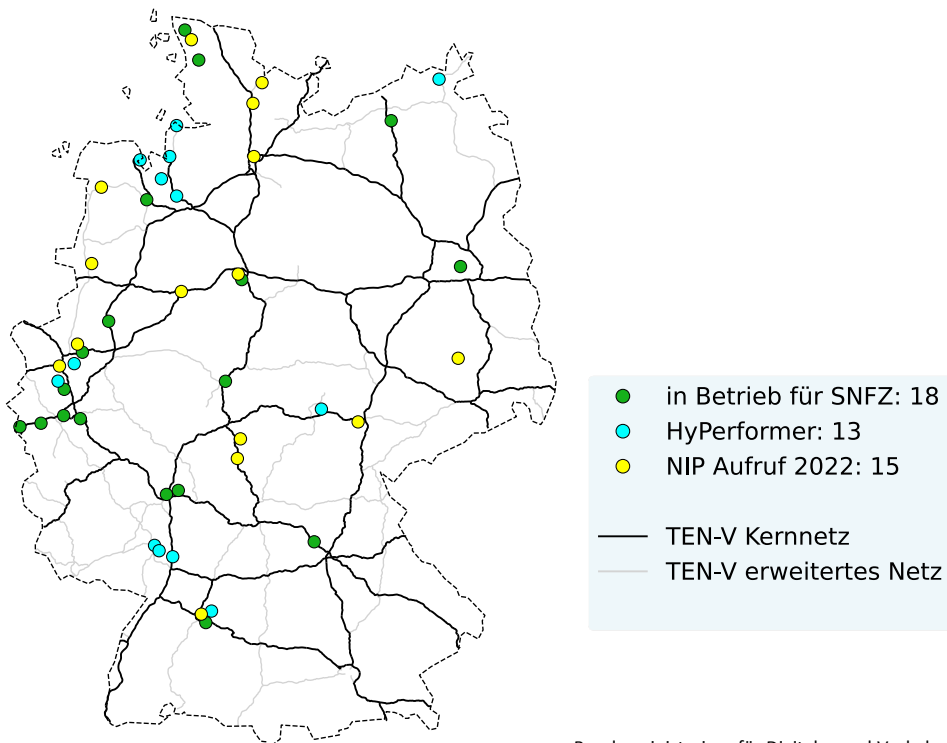 in Betrieb für SNFZ: 18
HyPerformer: 13
NIP Aufruf 2022: 15
TEN-V Kernnetz
TEN-V erweitertes Netz